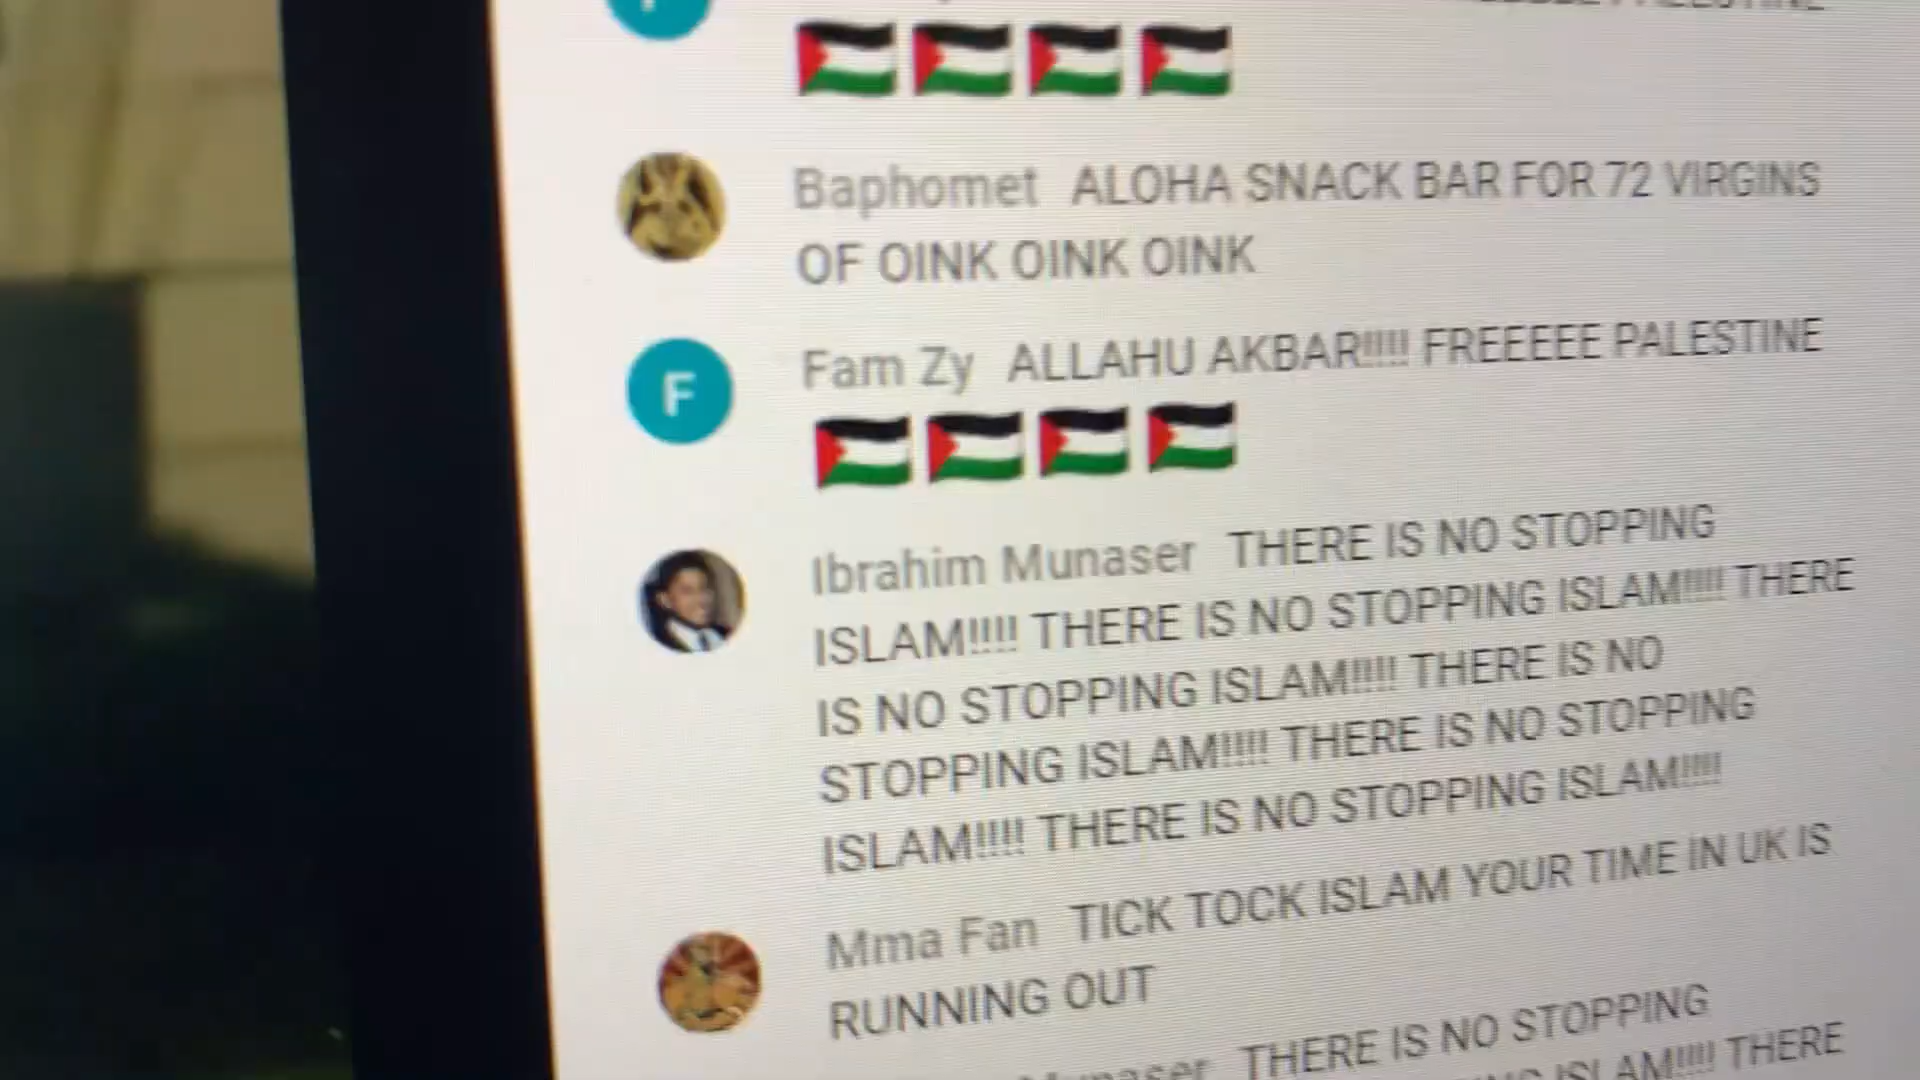 PALESTINE
🇵🇸🇵🇸🇵🇸🇵🇸
Baphomet ALOHA SNACK BAR FOR 72 VIRGINS
OF OINK OINK OINK
F
Fam Zy ALLAHU AKBAR!!!! FREEEEE PALESTINE
🇵🇸🇵🇸🇵🇸🇵🇸
Ibrahim Munaser THERE IS NO STOPPING
ISLAM!!!! THERE IS NO STOPPING ISLAM!!!! THERE
IS NO STOPPING ISLAM!!!! THERE IS NO
STOPPING ISLAM!!!! THERE IS NO STOPPING
ISLAM!!!! THERE IS NO STOPPING ISLAM!!!!
Mma Fan TICK TOCK ISLAM YOUR TIME IN UK IS
RUNNING OUT
Munaser THERE IS NO STOPPING
ISLAM!!!! THERE